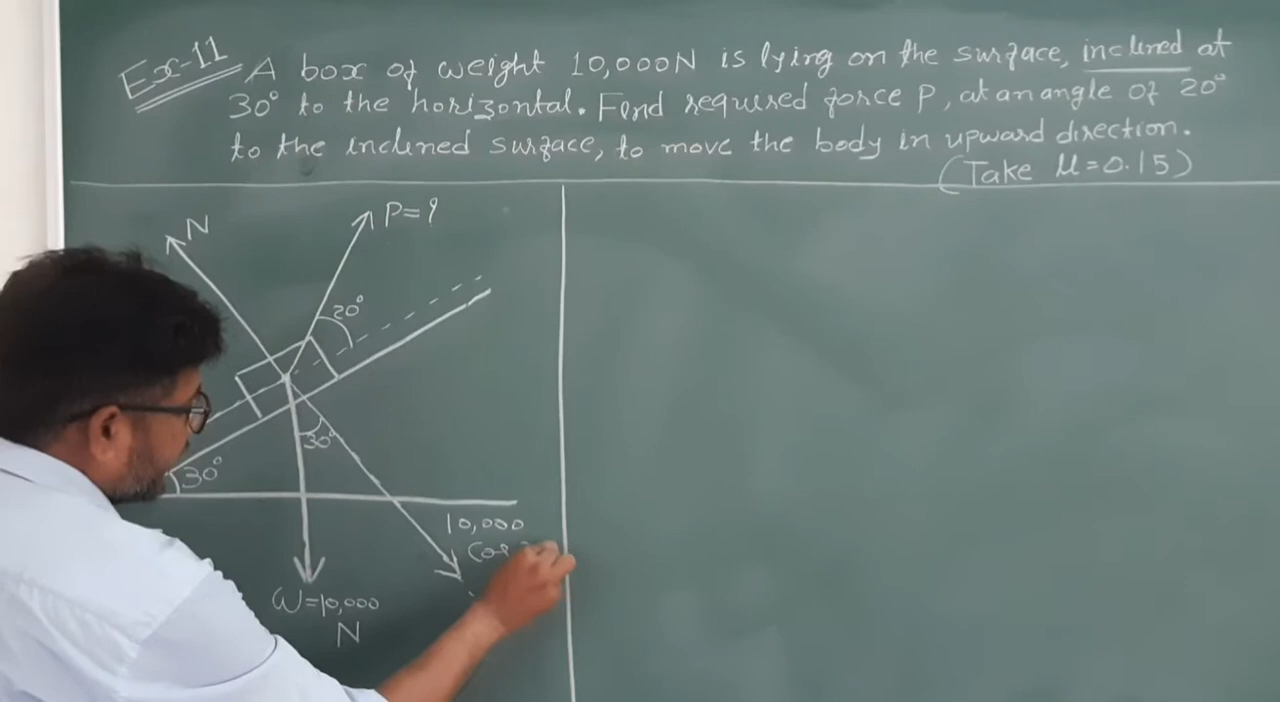 Ex-11
A box of weight 10,000N is lying on the surface, inclined at
30° to the horizontal. Find required force P, at an angle of 20°
to the inclined surface, to move the body in upward direction.
(Take μ=0.15)
N
P=?
20°
30°
30°
10,000
Cos
W=10,000
N